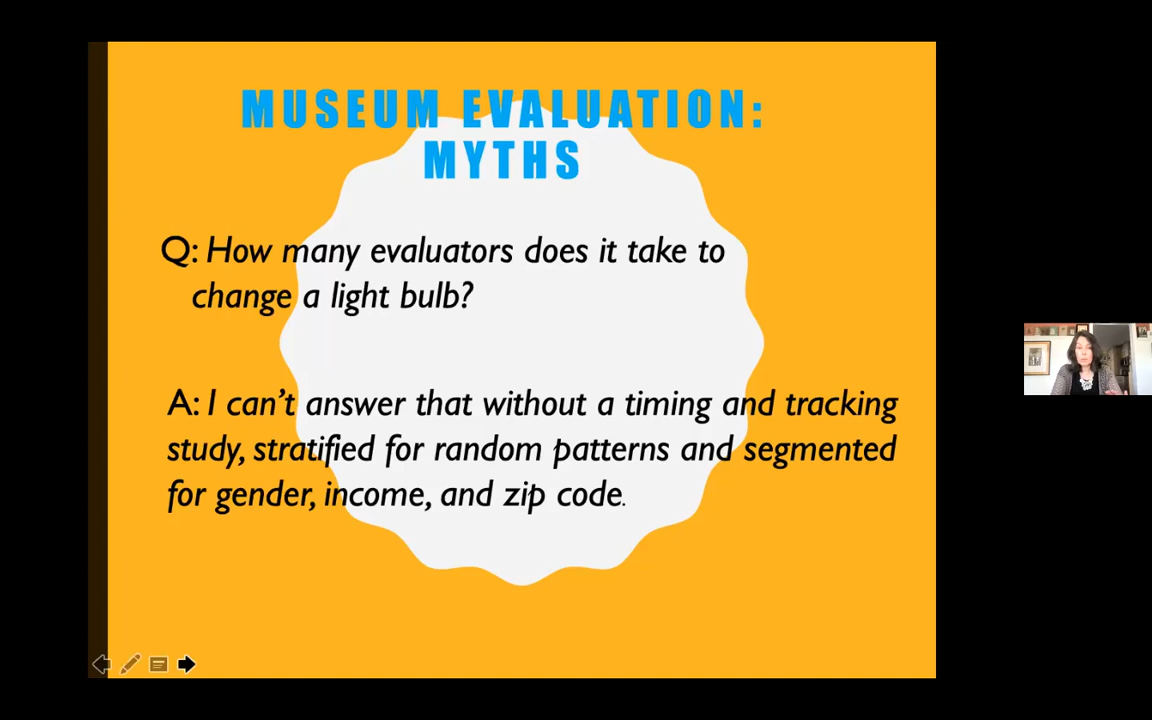 MUSEUM EVALUATION:
MYTHS
Q: How many evaluators does it take to
change a light bulb?
A: I can’t answer that without a timing and tracking
study, stratified for random patterns and segmented
for gender, income, and zip code.